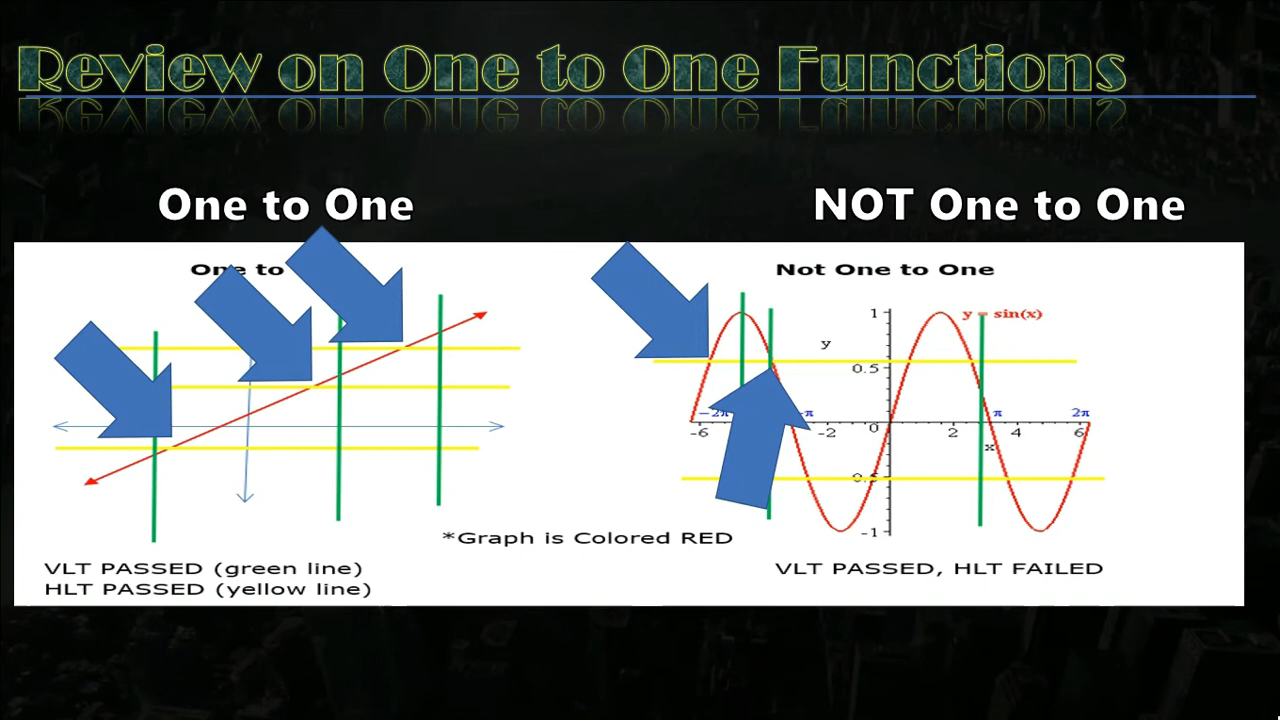 Review on One to One Functions
One to One
NOT One to One
One to
Not One to One
y = sin(x)
1
y
0.5
-2π
-π
π
2π
-6
-2
0
2
4
6
x
-1
*Graph is Colored RED
VLT PASSED (green line)
HLT PASSED (yellow line)
VLT PASSED, HLT FAILED